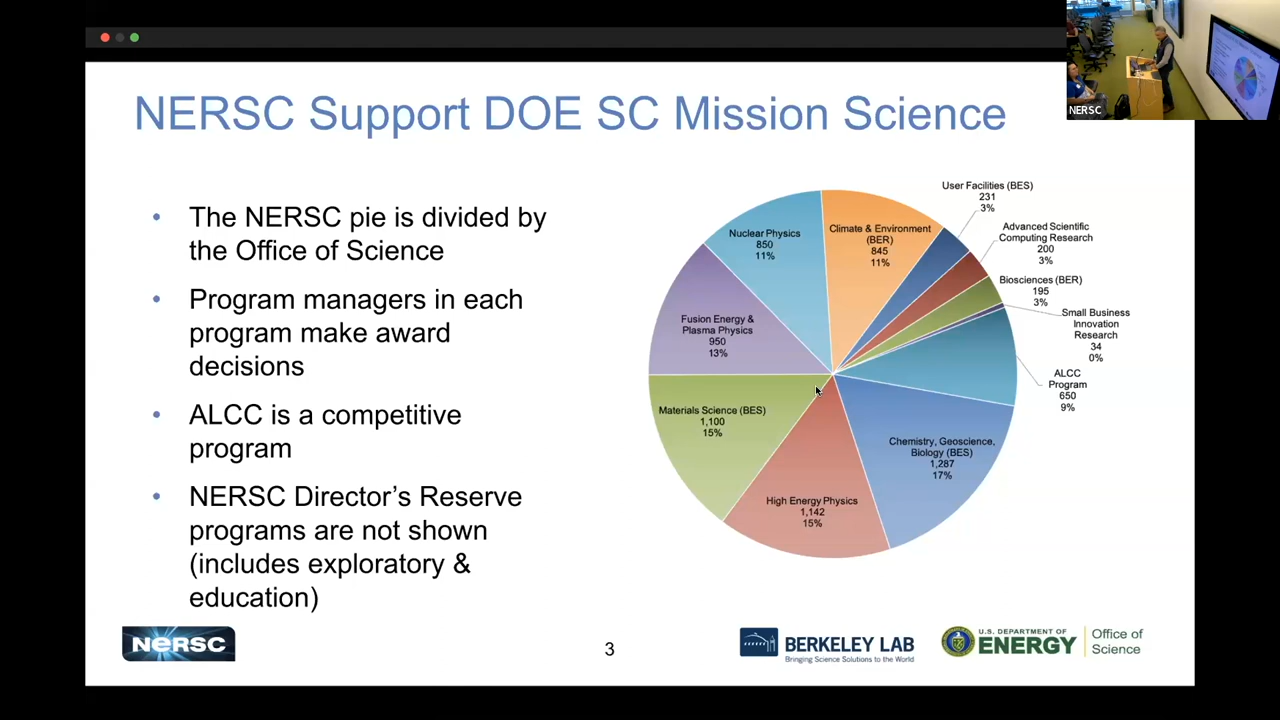 NERSC Support DOE SC Mission Science
• The NERSC pie is divided by
the Office of Science
• Program managers in each
program make award
decisions
• ALCC is a competitive
program
• NERSC Director's Reserve
programs are not shown
(includes exploratory &
education)
User Facilities (BES)
231
3%
Advanced Scientific
Computing Research
200
3%
Biosciences (BER)
195
3%
Small Business
Innovation
Research
34
0%
ALCC
Program
650
9%
Chemistry, Geoscience,
Biology (BES)
1,287
17%
High Energy Physics
1,142
15%
Materials Science (BES)
1,100
15%
Fusion Energy &
Plasma Physics
950
13%
Nuclear Physics
850
11%
Climate & Environment
(BER)
845
11%
NERSC
NERSC
3
BERKELEY LAB
Bringing Science Solutions to the World
U.S. DEPARTMENT OF
ENERGY
Office of
Science